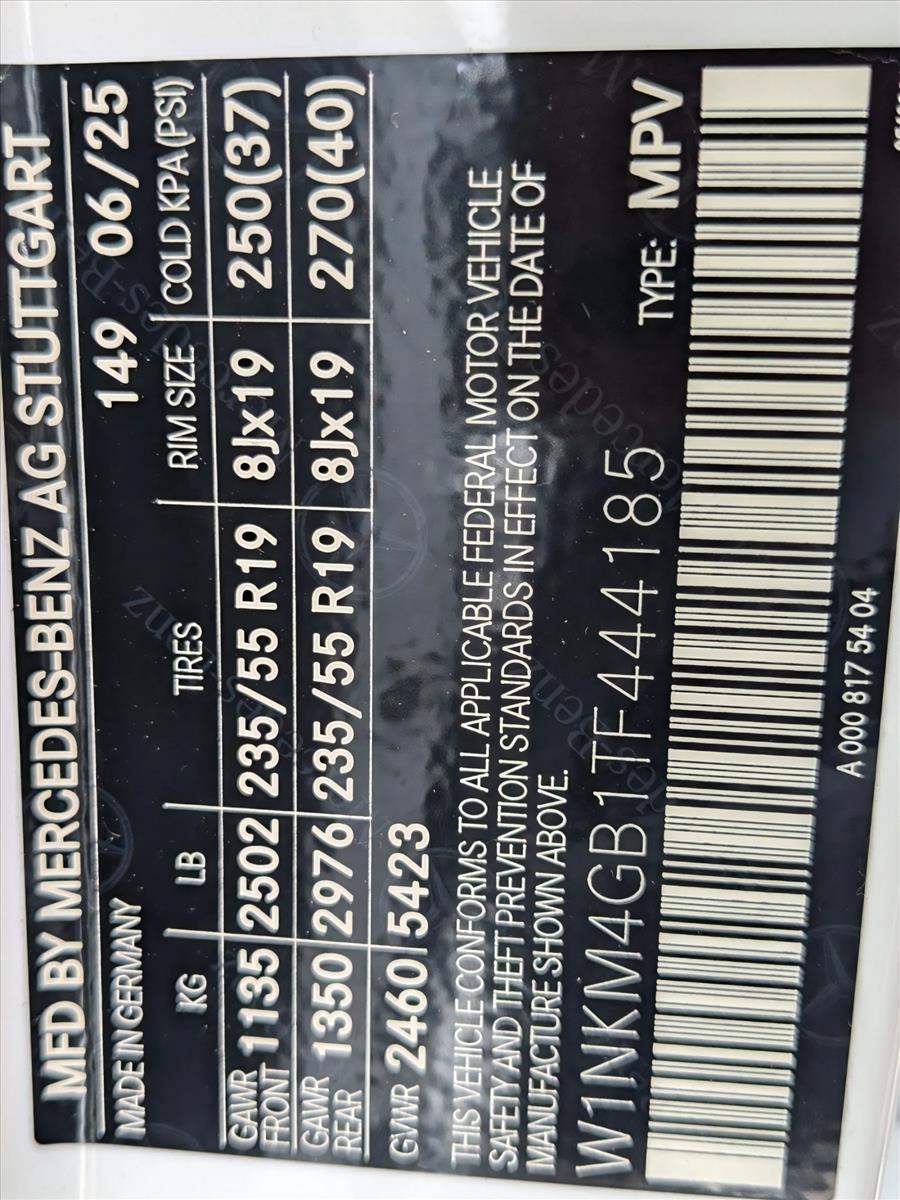 MFD BY MERCEDES-BENZ AG STUTTGART
MADE IN GERMANY 149 06/25
KG LB TIRES RIM SIZE COLD KPA(PSI)
GAWR FRONT 1135 2502 235/55 R19 8Jx19 250(37)
GAWR REAR 1350 2976 235/55 R19 8Jx19 270(40)
GVWR 2460 5423
THIS VEHICLE CONFORMS TO ALL APPLICABLE FEDERAL MOTOR VEHICLE
SAFETY AND THEFT PREVENTION STANDARDS IN EFFECT ON THE DATE OF
MANUFACTURE SHOWN ABOVE.
W1NKM4GB1TF444185 TYPE: MPV
A 000 817 54 04